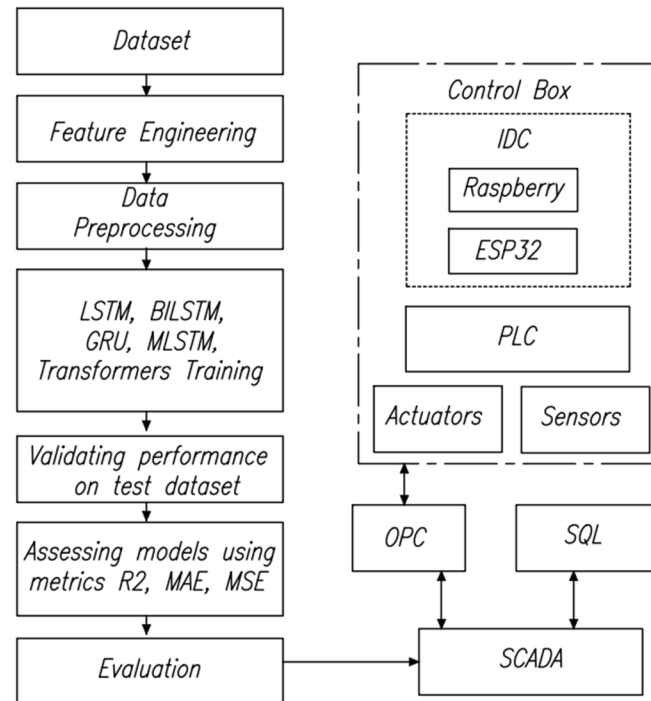 Dataset
Feature Engineering
Data
Preprocessing
LSTM, BILSTM,
GRU, MLSTM,
Transformers Training
Validating performance
on test dataset
Assessing models using
metrics R2, MAE, MSE
Evaluation
Control Box
IDC
Raspberry
ESP32
PLC
Actuators
Sensors
OPC
SQL
SCADA